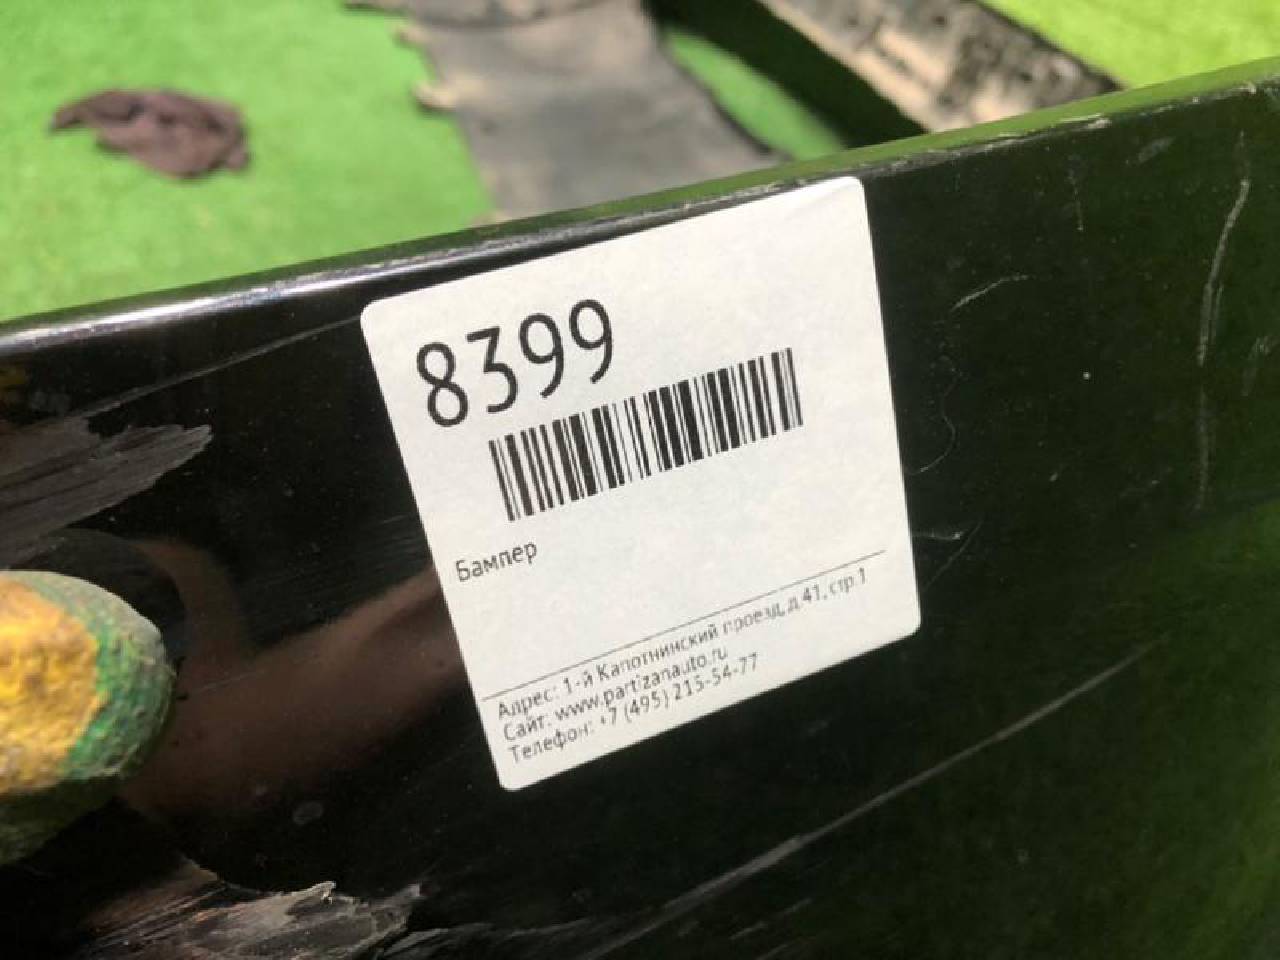 8399
Бампер
Адрес: 1-й Капотнинский проезд, д.41, стр.1
Сайт: www.partizanauto.ru
Телефон: +7 (495) 215-54-77